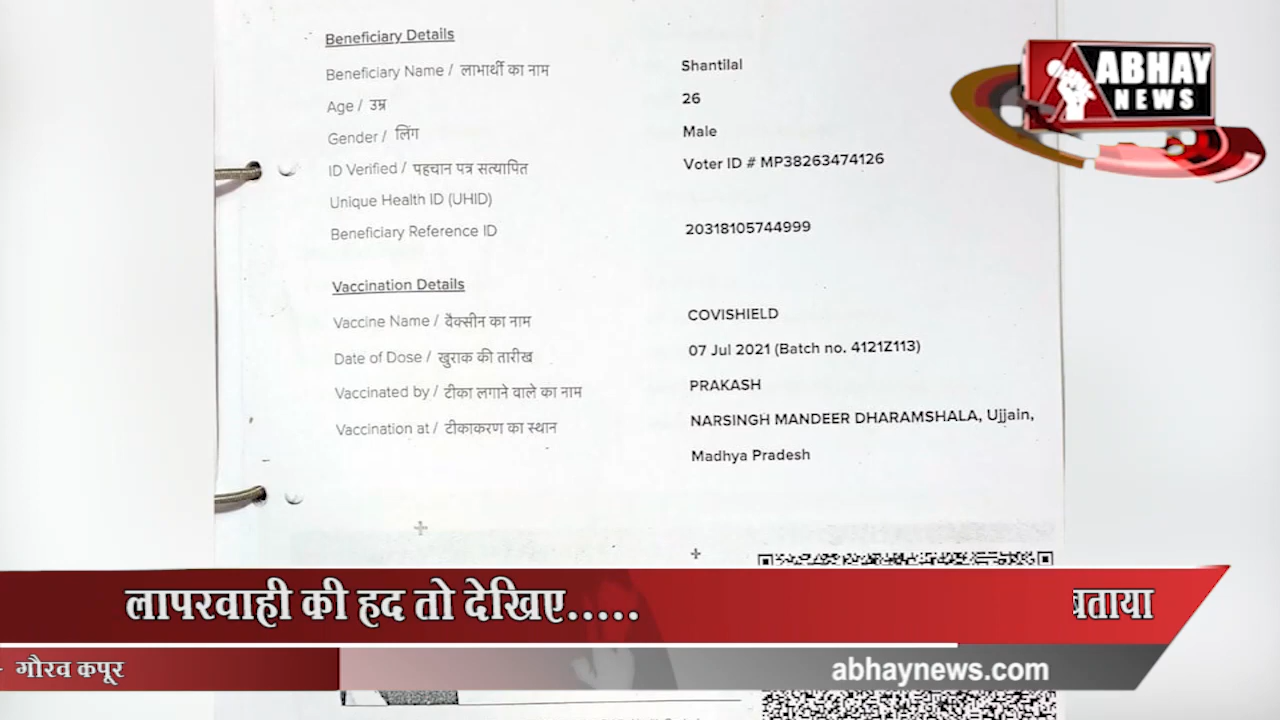 Beneficiary Details
Beneficiary Name / लाभार्थी का नाम Shantilal
Age / उम्र 26
Gender / लिंग Male
ID Verified / पहचान पत्र सत्यापित Voter ID # MP38263474126
Unique Health ID (UHID)
Beneficiary Reference ID 20318105744999
Vaccination Details
Vaccine Name / वैक्सीन का नाम COVISHIELD
Date of Dose / खुराक की तारीख 07 Jul 2021 (Batch no. 4121Z113)
Vaccinated by / टीका लगाने वाले का नाम PRAKASH
Vaccination at / टीकाकरण का स्थान NARSINGH MANDEER DHARAMSHALA, Ujjain,
Madhya Pradesh
ABHAY
NEWS
लापरवाही की हद तो देखिए..... बताया
- गौरव कपूर
abhaynews.com